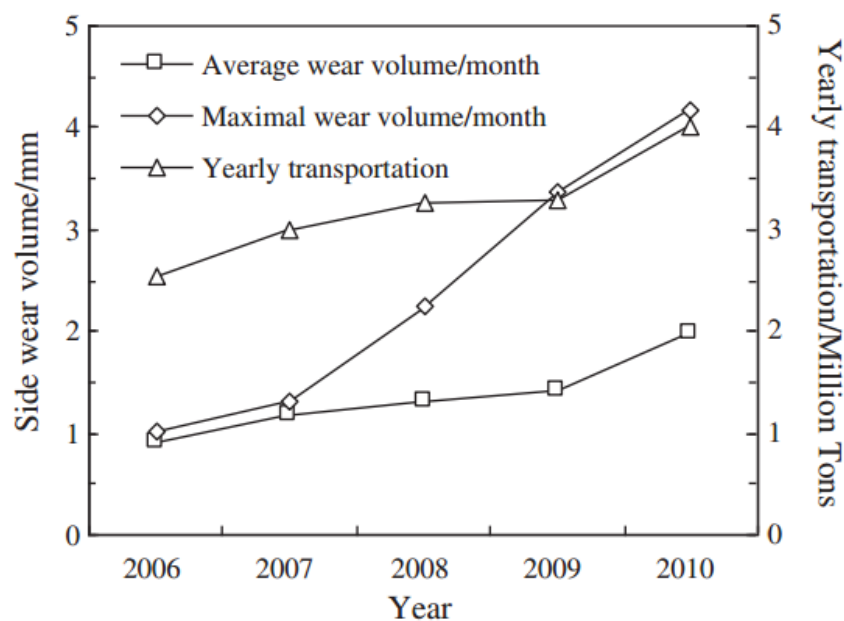 Average wear volume/month
Maximal wear volume/month
Yearly transportation
Side wear volume/mm
5
4
3
2
1
0
Yearly transportation/Million Tons
5
4
3
2
1
0
2006 2007 2008 2009 2010
Year